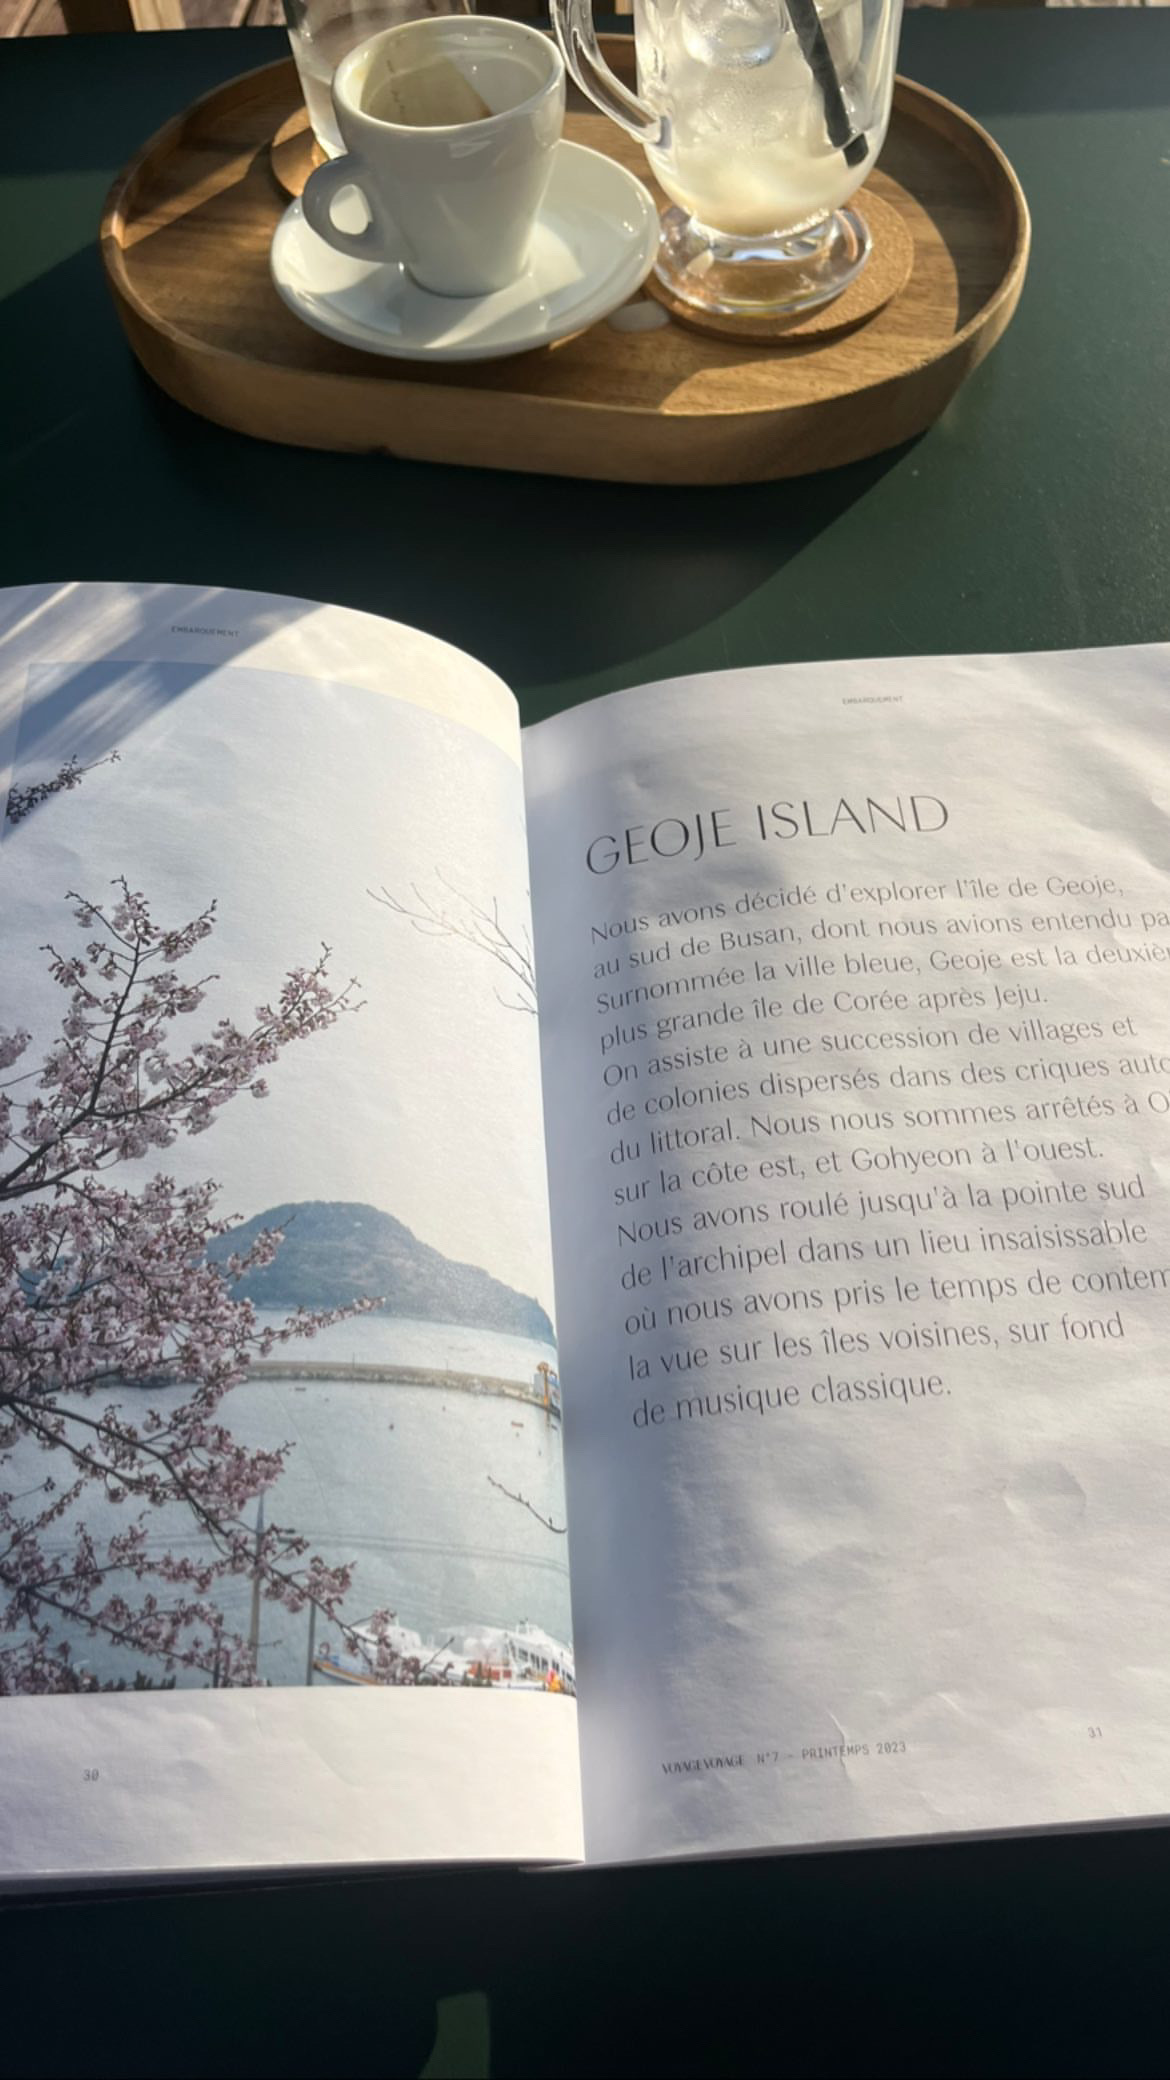 EMBARQUEMENT
30
EMBARQUEMENT
GEOJE ISLAND
Nous avons décidé d'explorer l'île de Geoje,
au sud de Busan, dont nous avions entendu
Surnommée la ville bleue, Geoje est la
plus grande île de Corée après Jeju.
On assiste à une succession de villages et
de colonies dispersés dans des criques
du littoral. Nous nous sommes arrêtés à
sur la côte est, et Gohyeon à l'ouest.
Nous avons roulé jusqu'à la pointe sud
de l'archipel dans un lieu insaisissable
où nous avons pris le temps de
la vue sur les îles voisines, sur fond
de musique classique.
VOYAGE VOYAGE N°7 - PRINTEMPS 2023
31